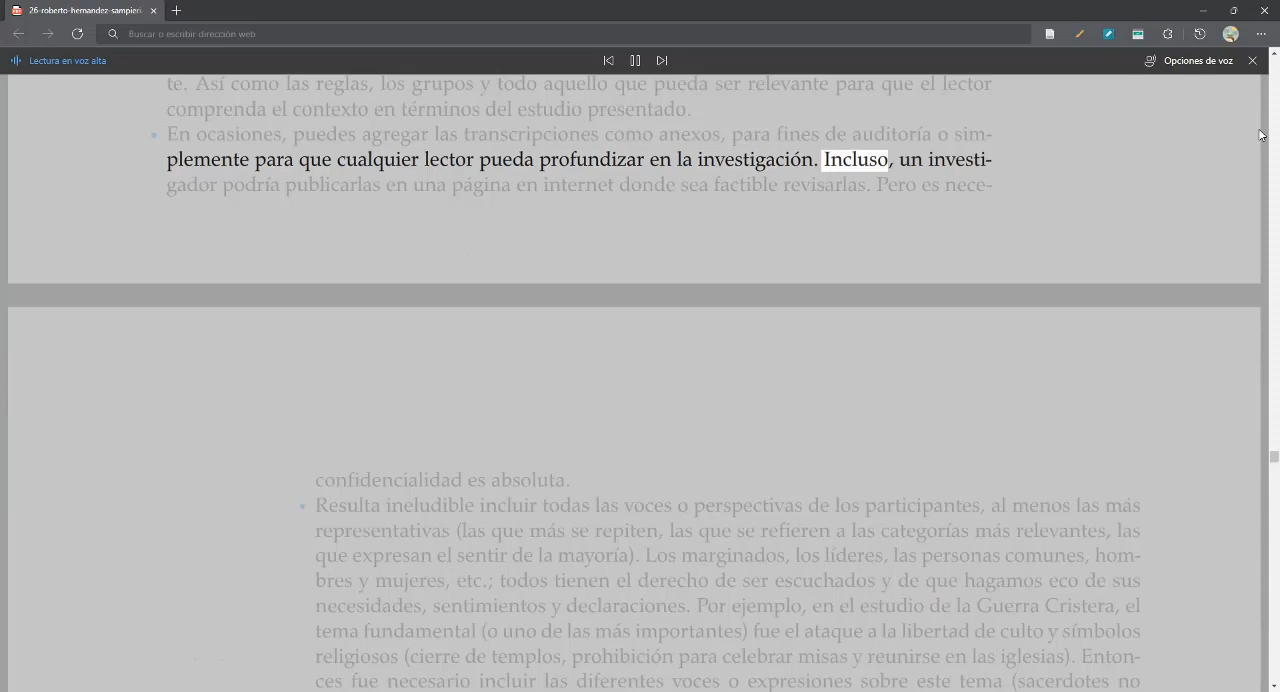 26-roberto-hernandez-sampieri
Buscar o escribir dirección web
Lectura en voz alta
Opciones de voz
te. Así como las reglas, los grupos y todo aquello que pueda ser relevante para que el lector
comprenda el contexto en términos del estudio presentado.
• En ocasiones, puedes agregar las transcripciones como anexos, para fines de auditoría o sim-
plemente para que cualquier lector pueda profundizar en la investigación. Incluso, un investi-
gador podría publicarlas en una página en internet donde sea factible revisarlas. Pero es nece-
confidencialidad es absoluta.
• Resulta ineludible incluir todas las voces o perspectivas de los participantes, al menos las más
representativas (las que más se repiten, las que se refieren a las categorías más relevantes, las
que expresan el sentir de la mayoría). Los marginados, los líderes, las personas comunes, hom-
bres y mujeres, etc.; todos tienen el derecho de ser escuchados y de que hagamos eco de sus
necesidades, sentimientos y declaraciones. Por ejemplo, en el estudio de la Guerra Cristera, el
tema fundamental (o uno de las más importantes) fue el ataque a la libertad de culto y símbolos
religiosos (cierre de templos, prohibición para celebrar misas y reunirse en las iglesias). Enton-
ces fue necesario incluir las diferentes voces o expresiones sobre este tema (sacerdotes no